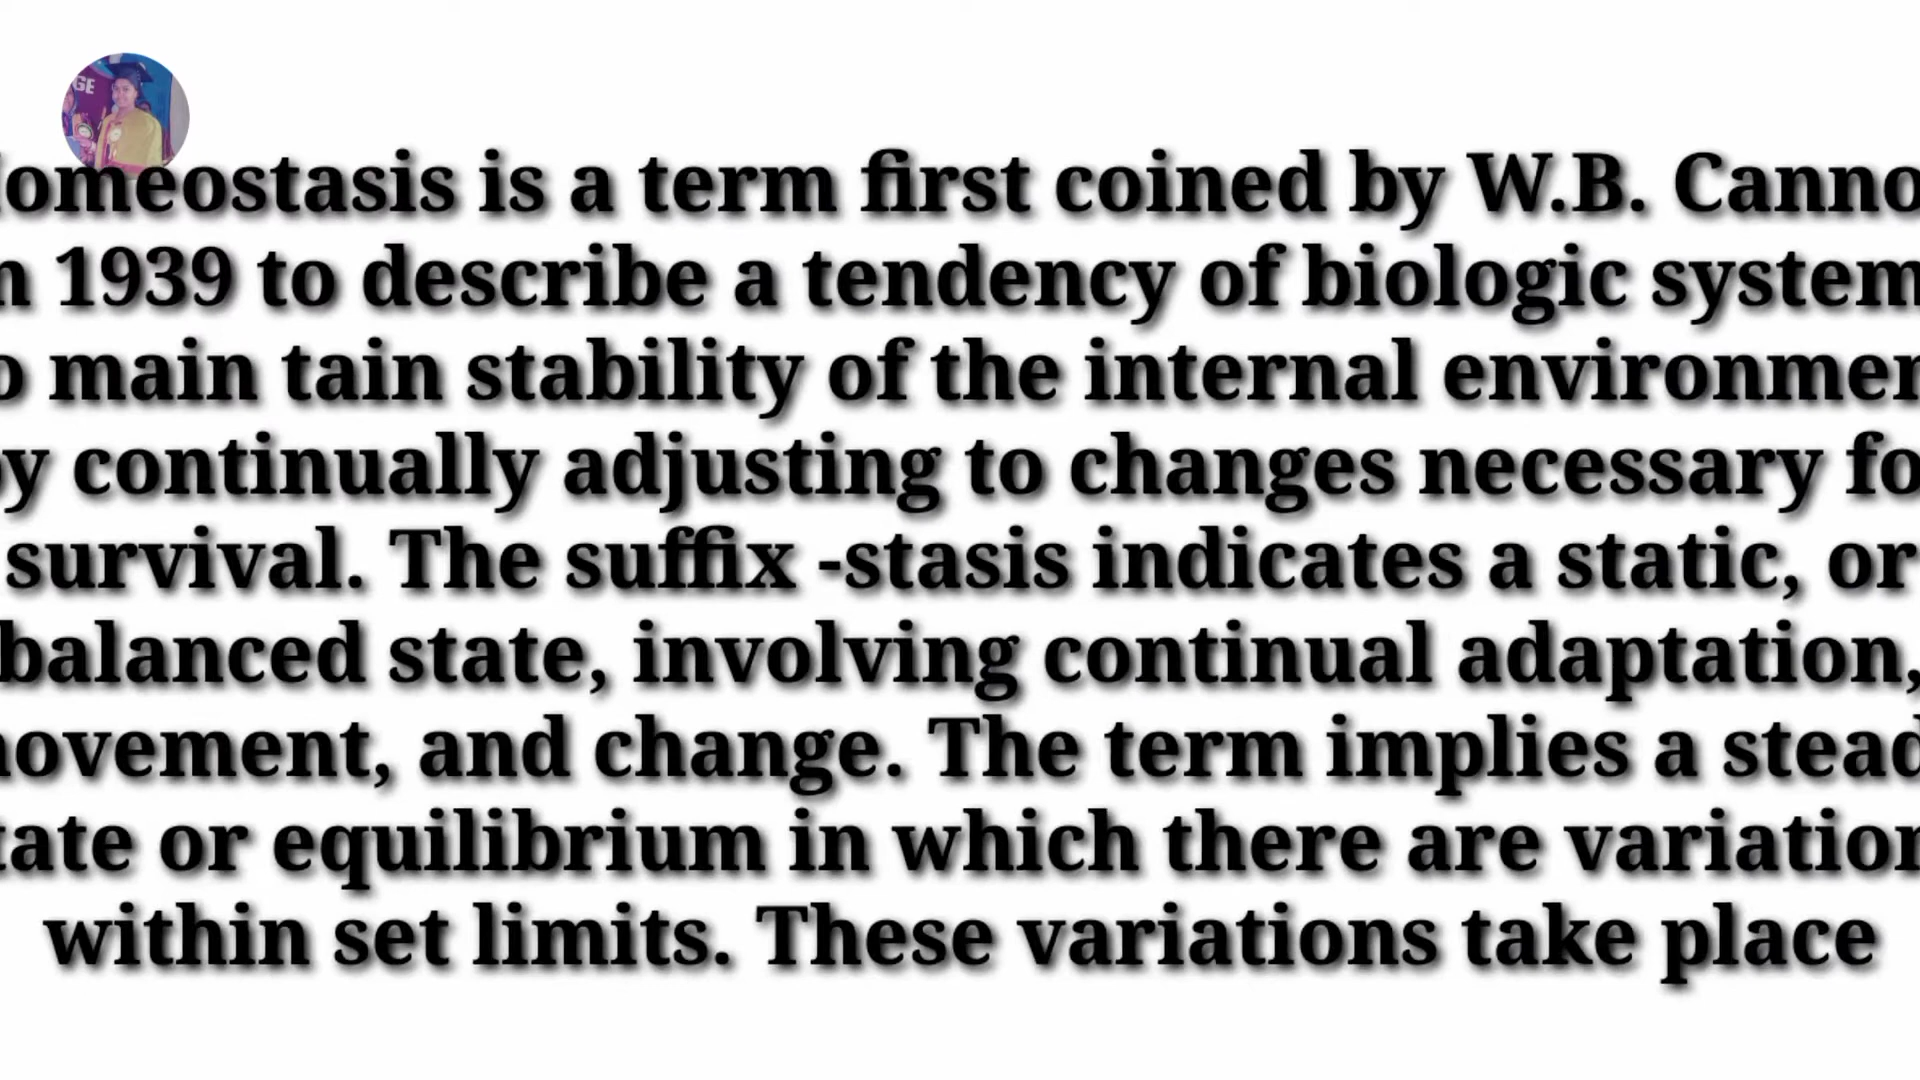 GE
omeostasis is a term first coined by W.B. Canno
n 1939 to describe a tendency of biologic system
o main tain stability of the internal environmen
y continually adjusting to changes necessary fo
survival. The suffix -stasis indicates a static, or
balanced state, involving continual adaptation,
ovement, and change. The term implies a stead
tate or equilibrium in which there are variation
within set limits. These variations take place